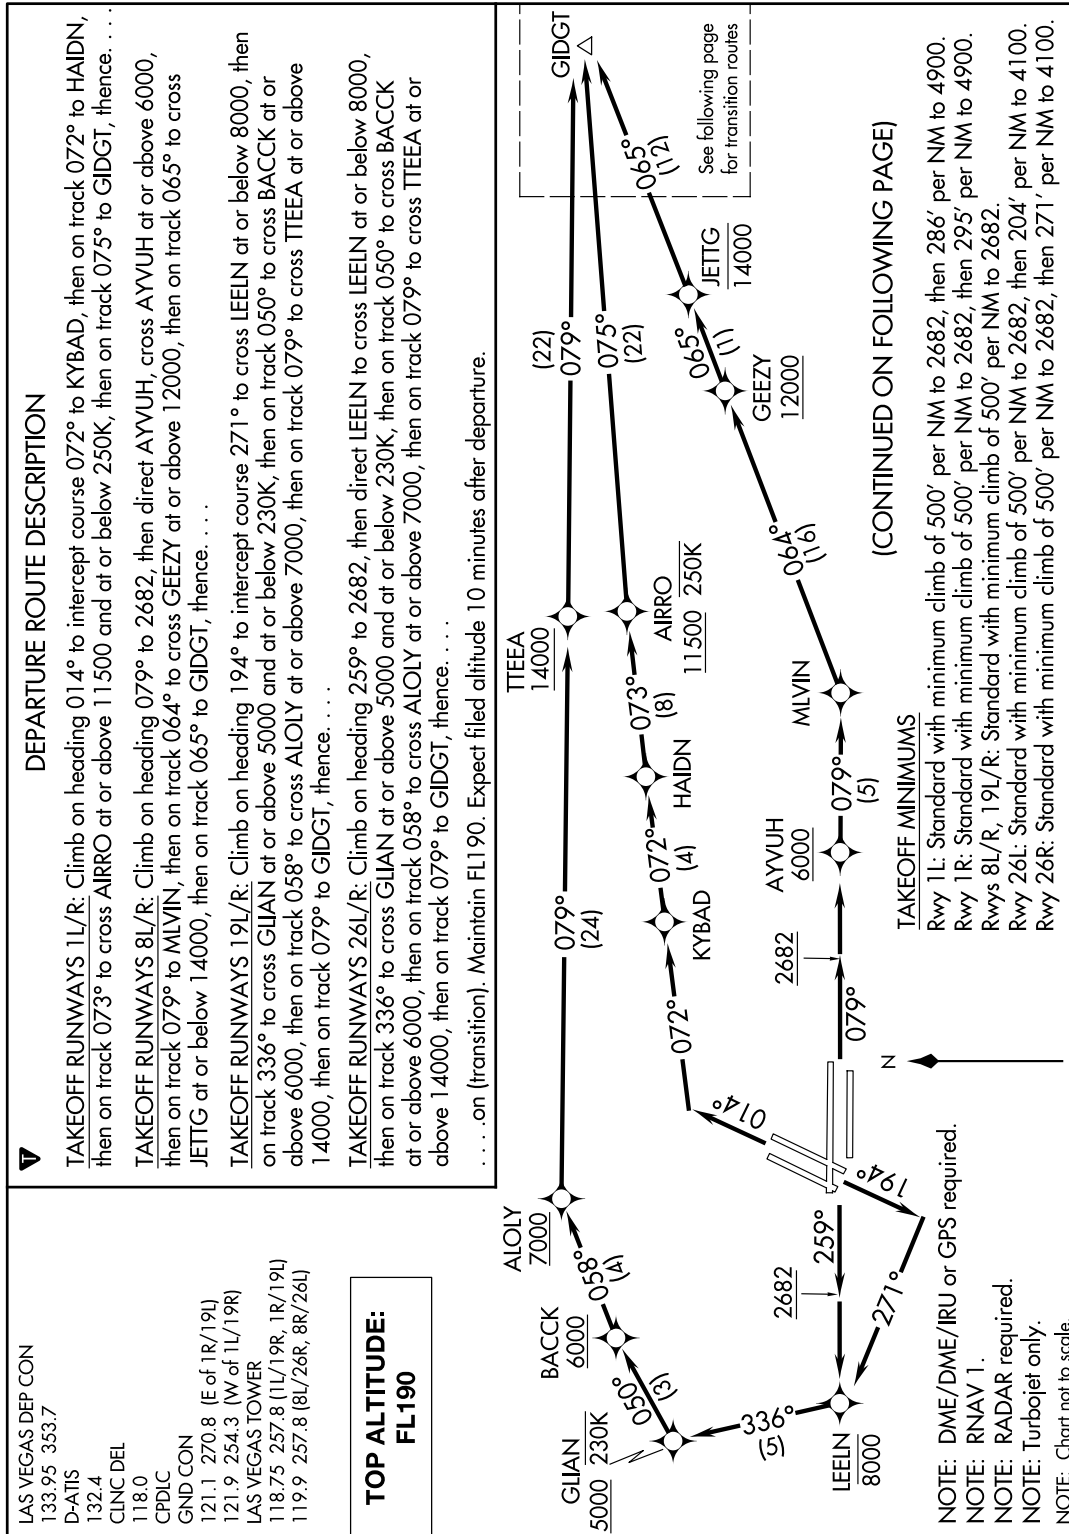 LAS VEGAS DEP CON
133.95 353.7
D-ATIS
132.4
CLNC DEL
118.0
CPDLC
GND CON
121.1 270.8 (E of 1R/19L)
121.9 254.3 (W of 1L/19R)
LAS VEGAS TOWER
118.75 257.8 (1L/19R, 1R/19L)
119.9 257.8 (8L/26R, 8R/26L)
TOP ALTITUDE:
FL190
T
DEPARTURE ROUTE DESCRIPTION
TAKEOFF RUNWAYS 1L/R: Climb on heading 014° to intercept course 072° to KYBAD, then on track 072° to HAIDN,
then on track 073° to cross AIRRO at or above 11500 and at or below 250K, then on track 075° to GIDGT, thence. . . .
TAKEOFF RUNWAYS 8L/R: Climb on heading 079° to 2682, then direct AYVUH, cross AYVUH at or above 6000,
then on track 079° to MLVIN, then on track 064° to cross GEEZY at or above 12000, then on track 065° to cross
JETTG at or below 14000, then on track 065° to GIDGT, thence. . . .
TAKEOFF RUNWAYS 19L/R: Climb on heading 194° to intercept course 271° to cross LEELN at or below 8000, then
on track 336° to cross GLIAN at or above 5000 and at or below 230K, then on track 050° to cross BACCK at or
above 6000, then on track 058° to cross ALOLY at or above 7000, then on track 079° to cross TTEEA at or above
14000, then on track 079° to GIDGT, thence. . . .
TAKEOFF RUNWAYS 26L/R: Climb on heading 259° to 2682, then direct LEELN to cross LEELN at or below 8000,
then on track 336° to cross GLIAN at or above 5000 and at or below 230K, then on track 050° to cross BACCK
at or above 6000, then on track 058° to cross ALOLY at or above 7000, then on track 079° to cross TTEEA at or
above 14000, then on track 079° to GIDGT, thence. . . .
. . . .on (transition). Maintain FL190. Expect filed altitude 10 minutes after departure.
GIDGT
See following page
for transition routes
(22)
079°
075°
(22)
065°
(12)
JETTG
14000
065°
(1)
GEEZY
12000
064°
(16)
TTEEA
14000
AIRRO
11500 250K
073°
(8)
HAIDN
072°
(4)
KYBAD
072°
MLVIN
079°
(5)
AYVUH
6000
2682
079°
079°
(24)
ALOLY
7000
058°
(4)
BACCK
6000
050°
(3)
GLIAN
5000 230K
336°
(5)
LEELN
8000
2682
259°
271°
194°
014°
N
(CONTINUED ON FOLLOWING PAGE)
TAKEOFF MINIMUMS
Rwy 1L: Standard with minimum climb of 500' per NM to 2682, then 286' per NM to 4900.
Rwy 1R: Standard with minimum climb of 500' per NM to 2682, then 295' per NM to 4900.
Rwys 8L/R, 19L/R: Standard with minimum climb of 500' per NM to 2682.
Rwy 26L: Standard with minimum climb of 500' per NM to 2682, then 204' per NM to 4100.
Rwy 26R: Standard with minimum climb of 500' per NM to 2682, then 271' per NM to 4100.
NOTE: DME/DME/IRU or GPS required.
NOTE: RNAV 1.
NOTE: RADAR required.
NOTE: Turbojet only.
NOTE: Chart not to scale.